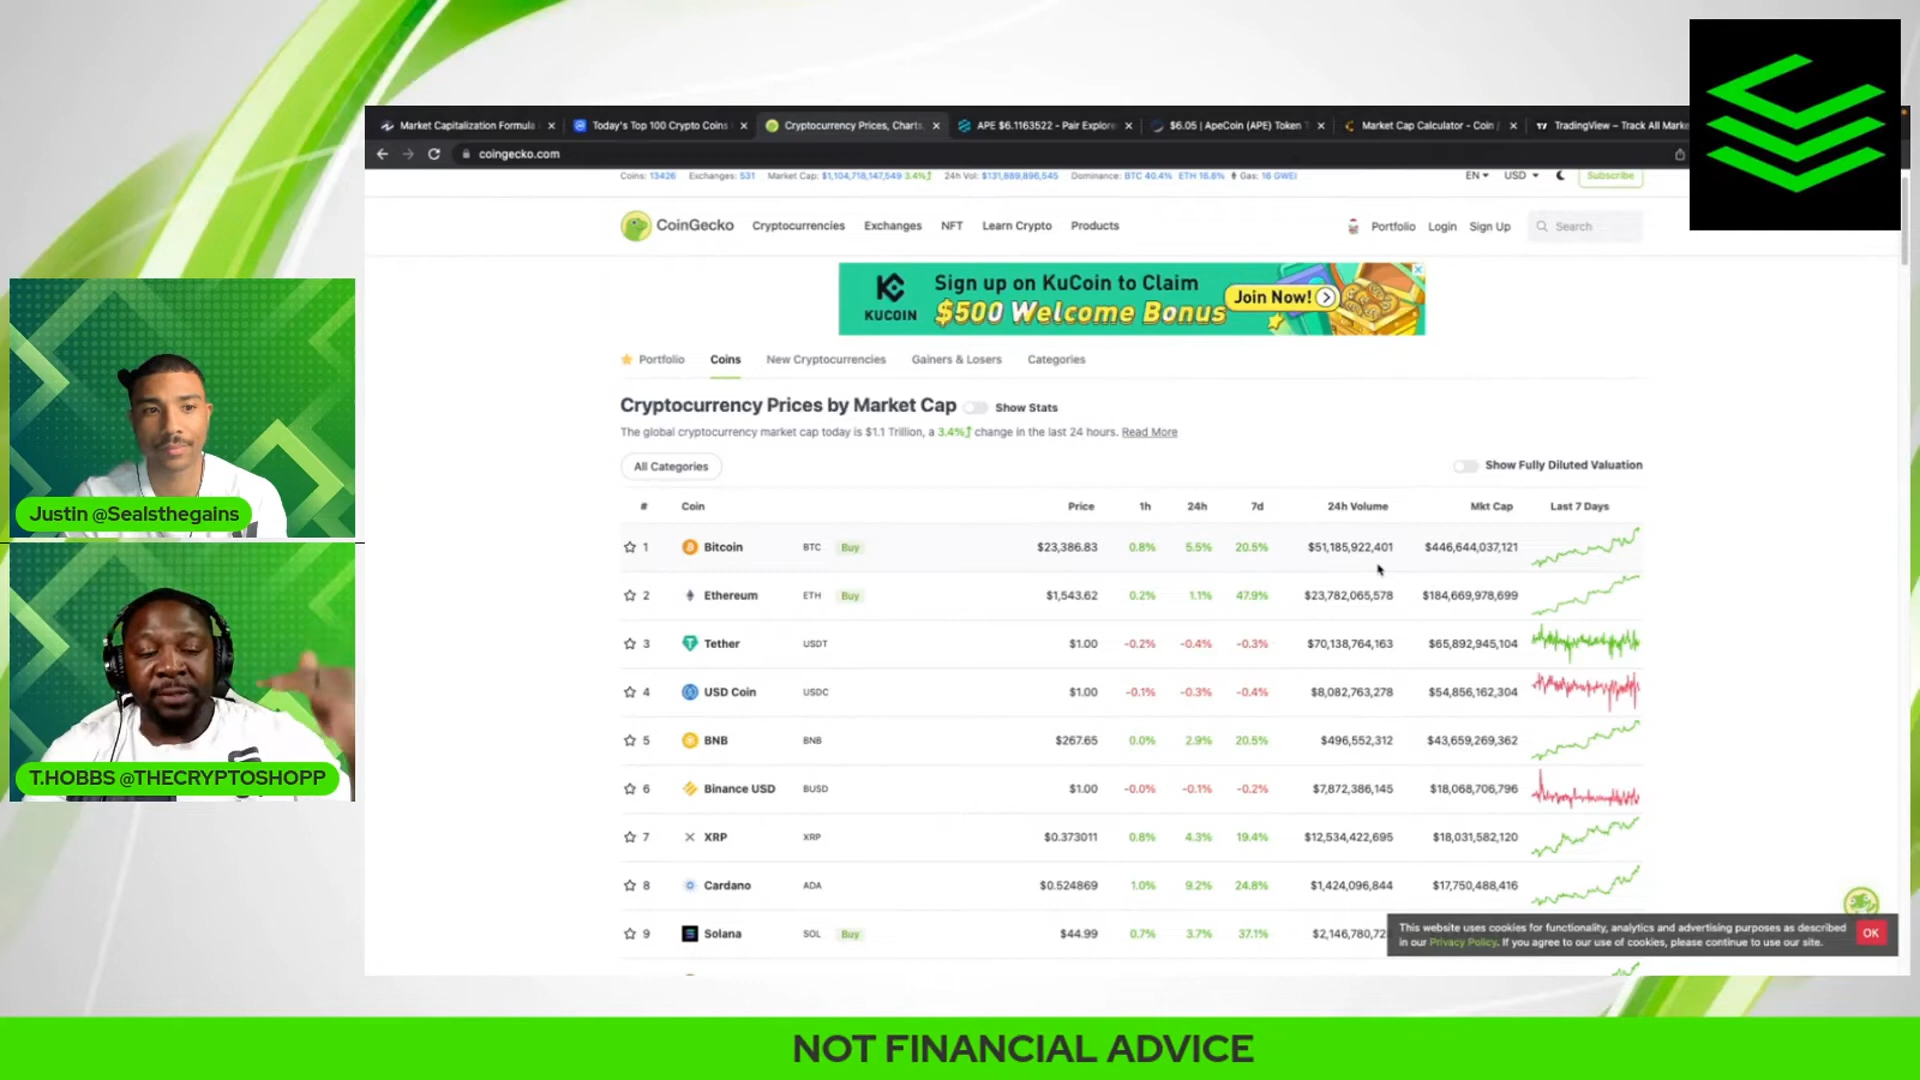 Market Capitalization Formula
Today's Top 100 Crypto Coins
Cryptocurrency Prices, Charts,
APE $6.1163522 - Pair Explore
$6.05 | ApeCoin (APE) Token
Market Cap Calculator - Coin
TradingView – Track All Marke
coingecko.com
Coins: 13426 Exchanges: 531 Market Cap: $1,104,718,147,549 3.4% 24h Vol: $131,889,896,545 Dominance: BTC 40.4% ETH 16.8% Gas: 16 GWEI
EN USD Subscribe
CoinGecko Cryptocurrencies Exchanges NFT Learn Crypto Products Portfolio Login Sign Up Search
KUCOIN
Sign up on KuCoin to Claim
$500 Welcome Bonus
Join Now!
Portfolio Coins New Cryptocurrencies Gainers & Losers Categories
Cryptocurrency Prices by Market Cap Show Stats
The global cryptocurrency market cap today is $1.1 Trillion, a 3.4% change in the last 24 hours. Read More
All Categories Show Fully Diluted Valuation
# Coin Price 1h 24h 7d 24h Volume Mkt Cap Last 7 Days
1 Bitcoin BTC Buy $23,386.83 0.8% 5.5% 20.5% $51,185,922,401 $446,644,037,121
2 Ethereum ETH Buy $1,543.62 0.2% 1.1% 47.9% $23,782,065,578 $184,669,978,699
3 Tether USDT $1.00 -0.2% -0.4% -0.3% $70,138,764,163 $65,892,945,104
4 USD Coin USDC $1.00 -0.1% -0.3% -0.4% $8,082,763,278 $54,856,162,304
5 BNB BNB $267.65 0.0% 2.9% 20.5% $496,552,312 $43,659,269,362
6 Binance USD BUSD $1.00 -0.0% -0.1% -0.2% $7,872,386,145 $18,068,706,796
7 XRP XRP $0.373011 0.8% 4.3% 19.4% $12,534,422,695 $18,031,582,120
8 Cardano ADA $0.524869 1.0% 9.2% 24.8% $1,424,096,844 $17,750,488,416
9 Solana SOL Buy $44.99 0.7% 3.7% 37.1% $2,146,780,72
This website uses cookies for functionality, analytics and advertising purposes as described
in our Privacy Policy. If you agree to our use of cookies, please continue to use our site.
OK
Justin @Sealsthegains
T.HOBBS @THECRYPTOSHOPP
NOT FINANCIAL ADVICE